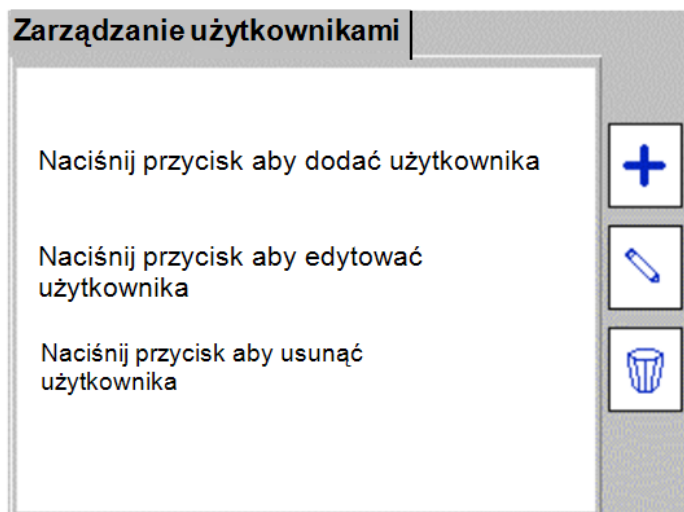 Zarządzanie użytkownikami
Naciśnij przycisk aby dodać użytkownika
Naciśnij przycisk aby edytować
użytkownika
Naciśnij przycisk aby usunąć
użytkownika